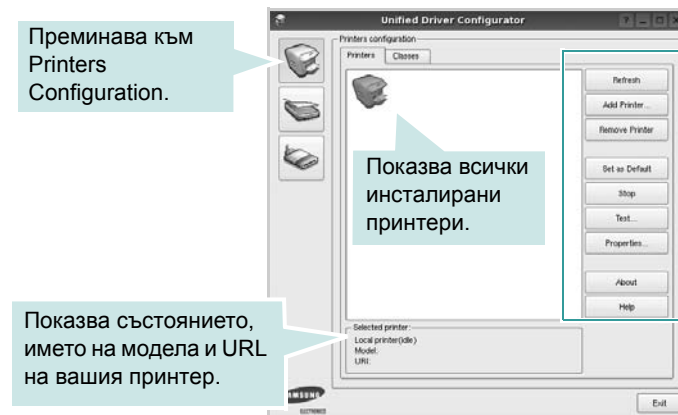 Unified Driver Configurator
Преминава към
Printers
Configuration.
Printers configuration
Printers
Classes
Refresh
Add Printer...
Remove Printer
Set as Default
Stop
Test...
Properties...
About
Help
Показва всички
инсталирани
принтери.
Показва състоянието,
името на модела и URL
на вашия принтер.
Selected printer:
Local printer(idle)
Model:
URI:
ELECTRONICS
Exit